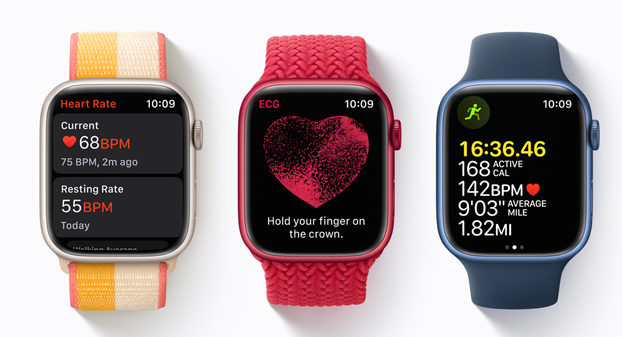 Heart Rate 10:09
Current
68BPM
75 BPM, 2m ago
Resting Rate
55BPM
Today
Walking Average
ECG 10:09
Hold your finger on
the crown.
10:09
16:36.46
168 ACTIVE CAL
142BPM
9'03" AVERAGE MILE
1.82MI